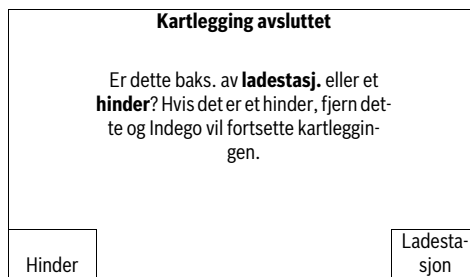 Kartlegging avsluttet
Er dette baks. av ladestasj. eller et
hinder? Hvis det er et hinder, fjern det-
te og Indego vil fortsette kartleggin-
gen.
Hinder
Ladesta-
sjon